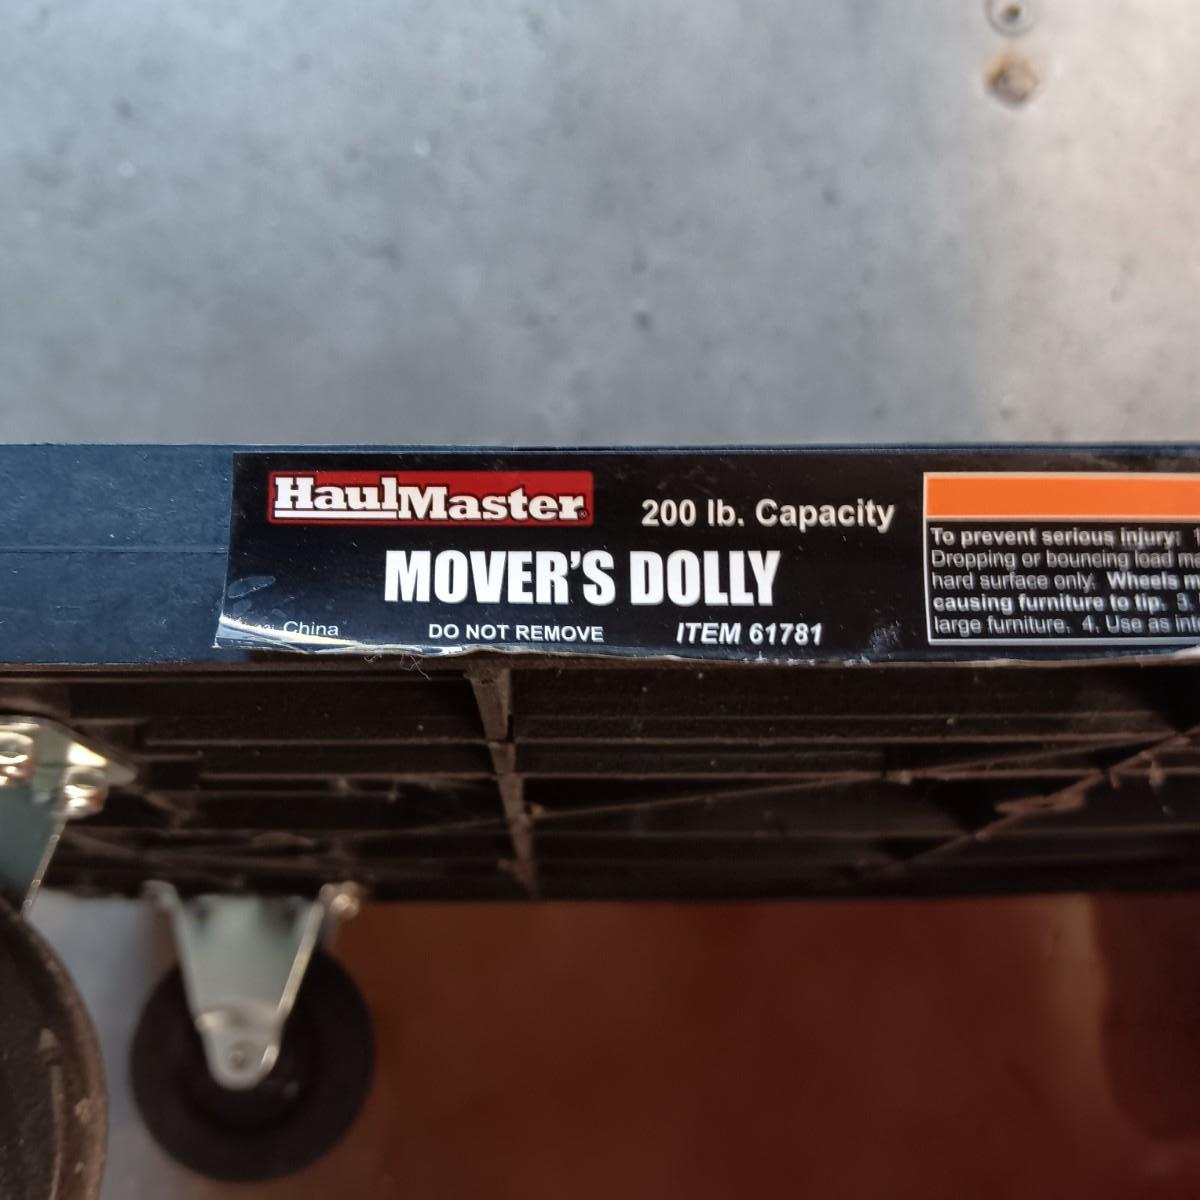 HaulMaster
200 lb. Capacity
MOVER'S DOLLY
China
DO NOT REMOVE
ITEM 61781
To prevent serious injury: 1
Dropping or bouncing load
hard surface only. Wheels
causing furniture to tip. 3.
large furniture. 4. Use as